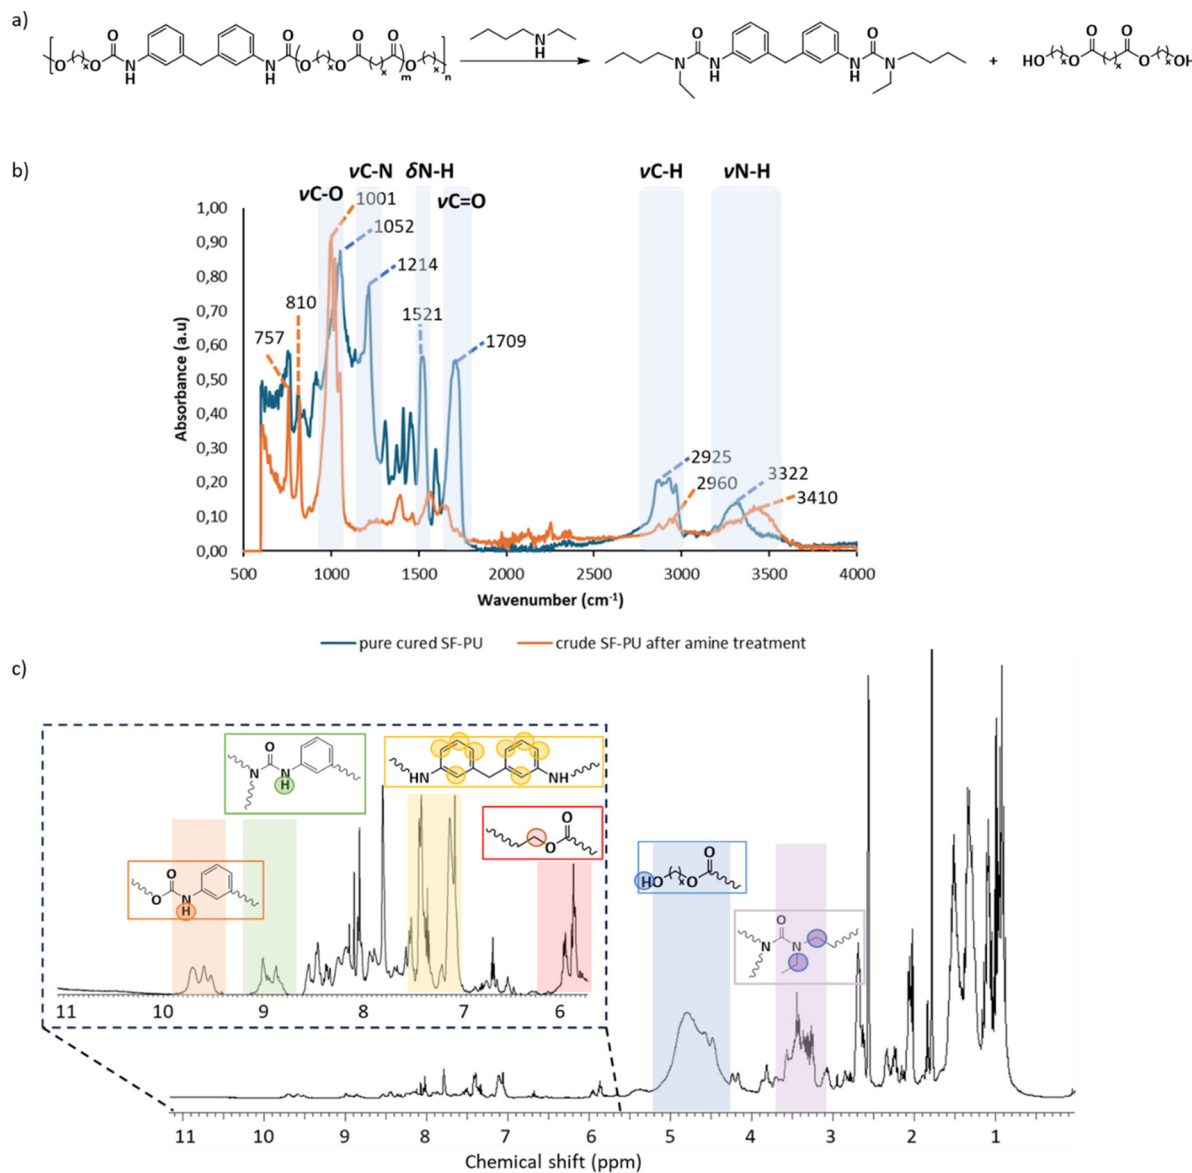 a)
O O x O O N H N H O O x O O x O m O x n
N H
N NH NH N O O
+
HO x O O x O O x OH
b)
νC-O νC-N δN-H νC=O νC-H νN-H
1001
1052
1214
810
757
1521
1709
2925
2960
3322
3410
Absorbance (a.u)
1,00
0,90
0,80
0,70
0,60
0,50
0,40
0,30
0,20
0,10
0,00
500 1000 1500 2000 2500 3000 3500 4000
Wavenumber (cm-1)
pure cured SF-PU crude SF-PU after amine treatment
c)
O N N H
HN NH
O O
O O N H
HO x O O
O N N
11 10 9 8 7 6
11 10 9 8 7 6 5 4 3 2 1
Chemical shift (ppm)